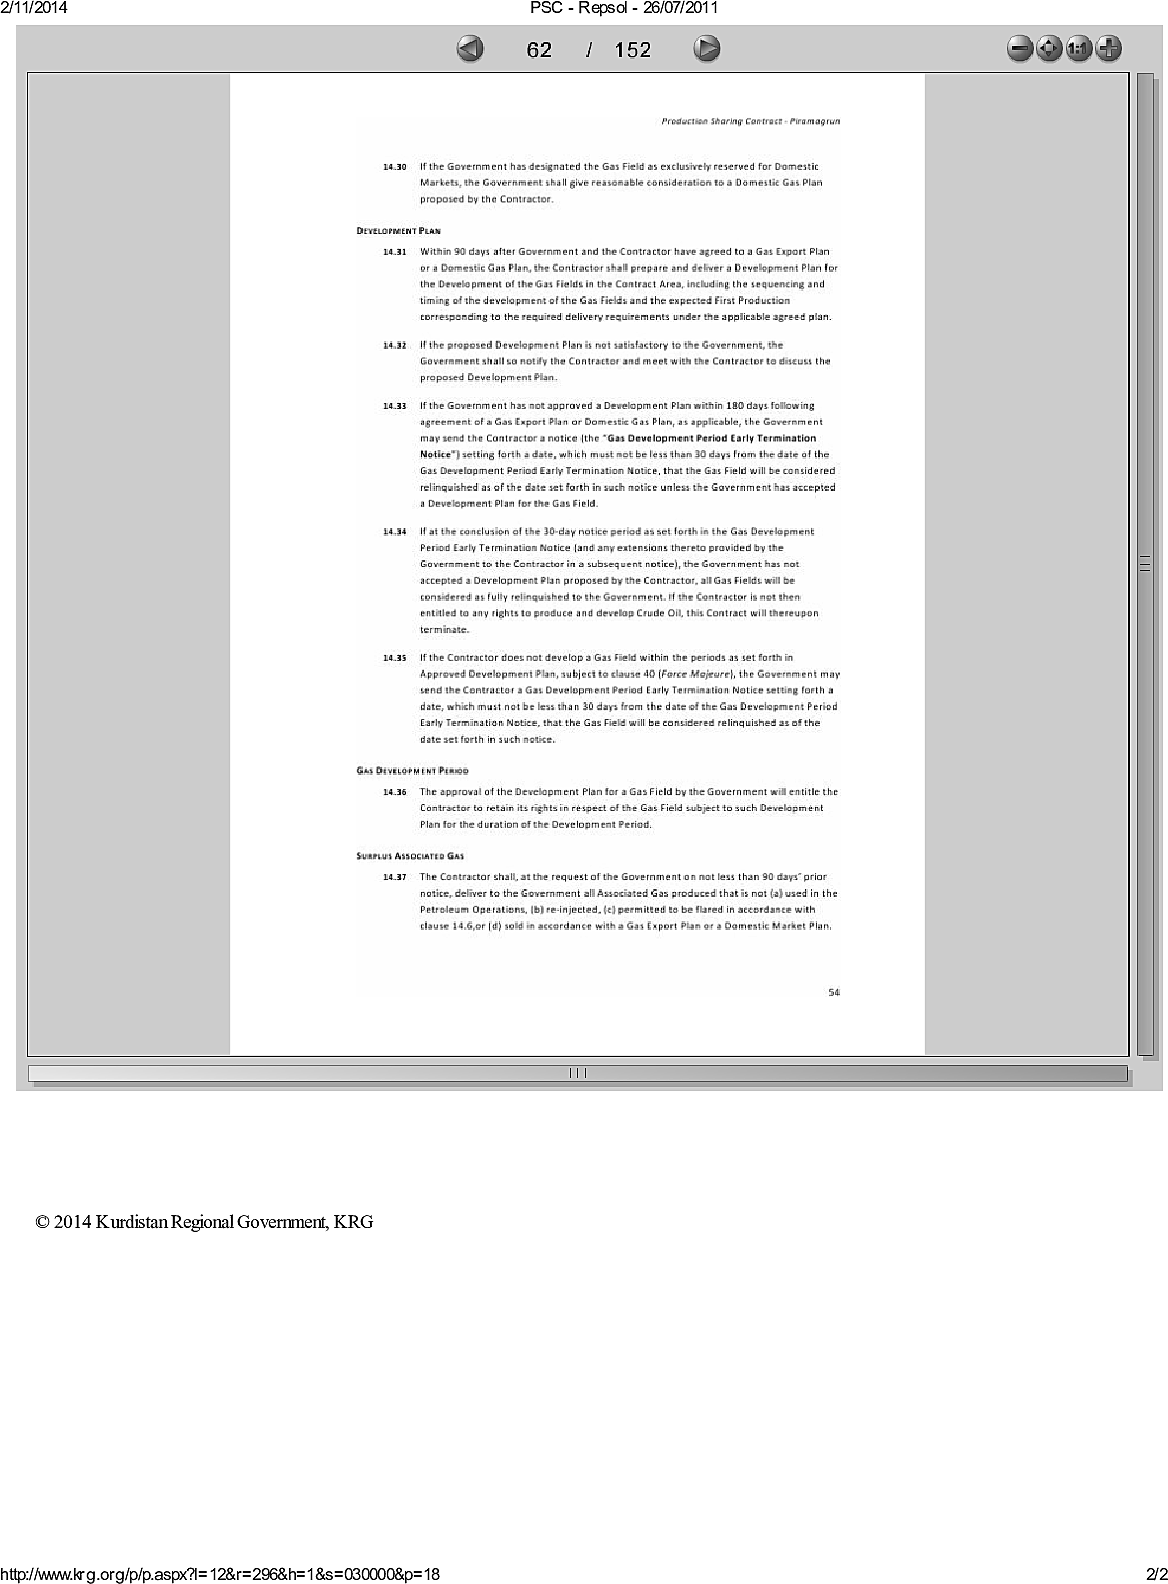 2/11/2014
PSC - Repsol - 26/07/2011
62 / 152
1:1
Production Sharing Contract - Piramagrun
14.30 If the Government has designated the Gas Field as exclusively reserved for Domestic
Markets, the Government shall give reasonable consideration to a Domestic Gas Plan
proposed by the Contractor.
DEVELOPMENT PLAN
14.31 Within 90 days after Government and the Contractor have agreed to a Gas Export Plan
or a Domestic Gas Plan, the Contractor shall prepare and deliver a Development Plan for
the Development of the Gas Fields in the Contract Area, including the sequencing and
timing of the development of the Gas Fields and the expected First Production
corresponding to the required delivery requirements under the applicable agreed plan.
14.32 If the proposed Development Plan is not satisfactory to the Government, the
Government shall so notify the Contractor and meet with the Contractor to discuss the
proposed Development Plan.
14.33 If the Government has not approved a Development Plan within 180 days following
agreement of a Gas Export Plan or Domestic Gas Plan, as applicable, the Government
may send the Contractor a notice (the "Gas Development Period Early Termination
Notice") setting forth a date, which must not be less than 30 days from the date of the
Gas Development Period Early Termination Notice, that the Gas Field will be considered
relinquished as of the date set forth in such notice unless the Government has accepted
a Development Plan for the Gas Field.
14.34 If at the conclusion of the 30-day notice period as set forth in the Gas Development
Period Early Termination Notice (and any extensions thereto provided by the
Government to the Contractor in a subsequent notice), the Government has not
accepted a Development Plan proposed by the Contractor, all Gas Fields will be
considered as fully relinquished to the Government. If the Contractor is not then
entitled to any rights to produce and develop Crude Oil, this Contract will thereupon
terminate.
14.35 If the Contractor does not develop a Gas Field within the periods as set forth in
Approved Development Plan, subject to clause 40 (Force Majeure), the Government may
send the Contractor a Gas Development Period Early Termination Notice setting forth a
date, which must not be less than 30 days from the date of the Gas Development Period
Early Termination Notice, that the Gas Field will be considered relinquished as of the
date set forth in such notice.
GAS DEVELOPMENT PERIOD
14.36 The approval of the Development Plan for a Gas Field by the Government will entitle the
Contractor to retain its rights in respect of the Gas Field subject to such Development
Plan for the duration of the Development Period.
SURPLUS ASSOCIATED GAS
14.37 The Contractor shall, at the request of the Government on not less than 90 days' prior
notice, deliver to the Government all Associated Gas produced that is not (a) used in the
Petroleum Operations, (b) re-injected, (c) permitted to be flared in accordance with
clause 14.6,or (d) sold in accordance with a Gas Export Plan or a Domestic Market Plan.
54
© 2014 Kurdistan Regional Government, KRG
http://www.krg.org/p/p.aspx?l=12&r=296&h=1&s=030000&p=18
2/2